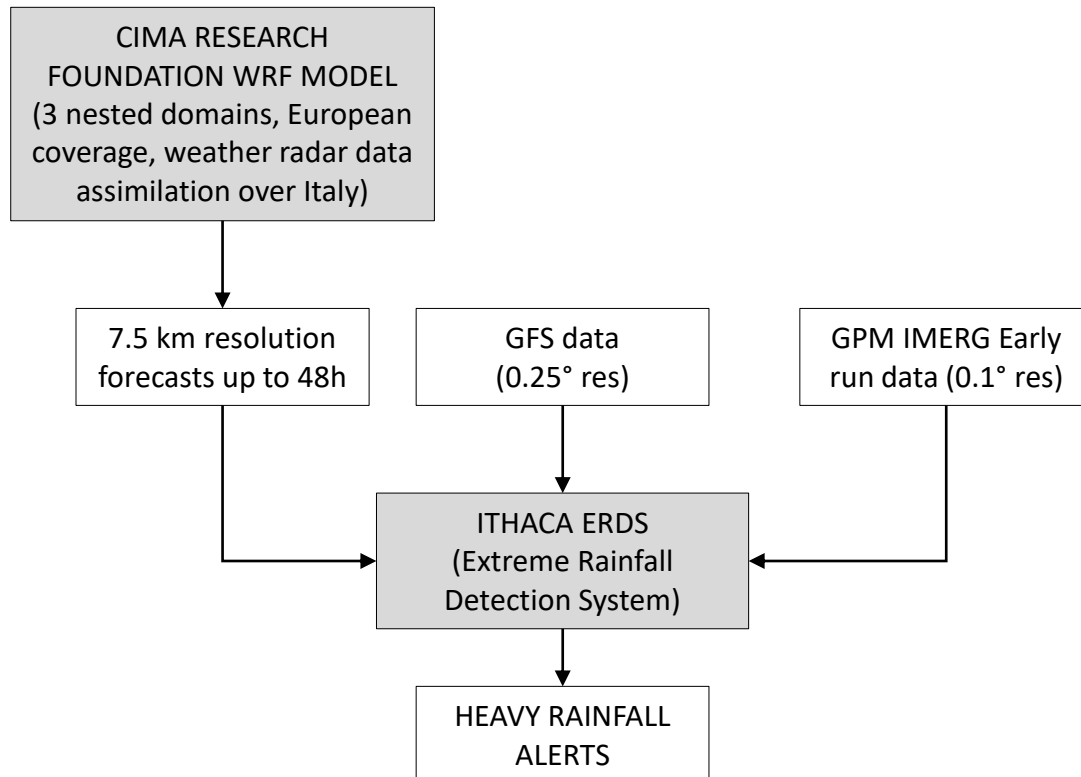 CIMA RESEARCH
FOUNDATION WRF MODEL
(3 nested domains, European
coverage, weather radar data
assimilation over Italy)
7.5 km resolution
forecasts up to 48h
GFS data
(0.25° res)
GPM IMERG Early
run data (0.1° res)
ITHACA ERDS
(Extreme Rainfall
Detection System)
HEAVY RAINFALL
ALERTS